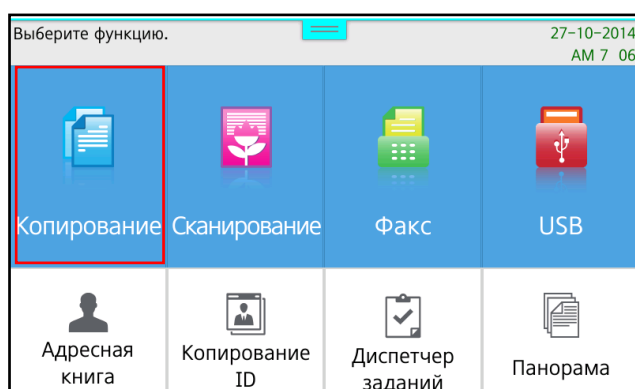 Выберите функцию.
27-10-2014
AM 7 06
Копирование
Сканирование
Факс
USB
Адресная
книга
Копирование
ID
Диспетчер
заданий
Панорама